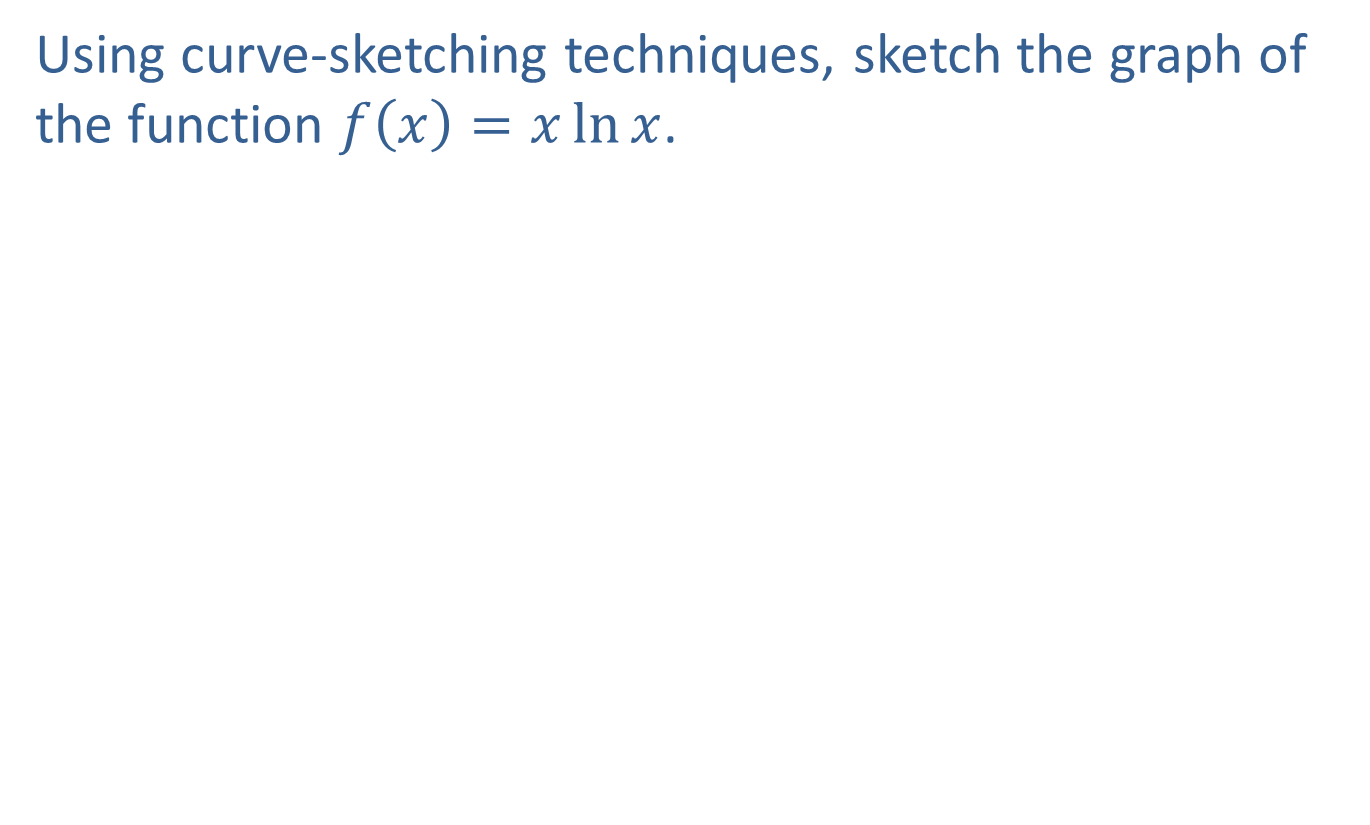 Using curve-sketching techniques, sketch the graph of
the function f(x) = x ln x.